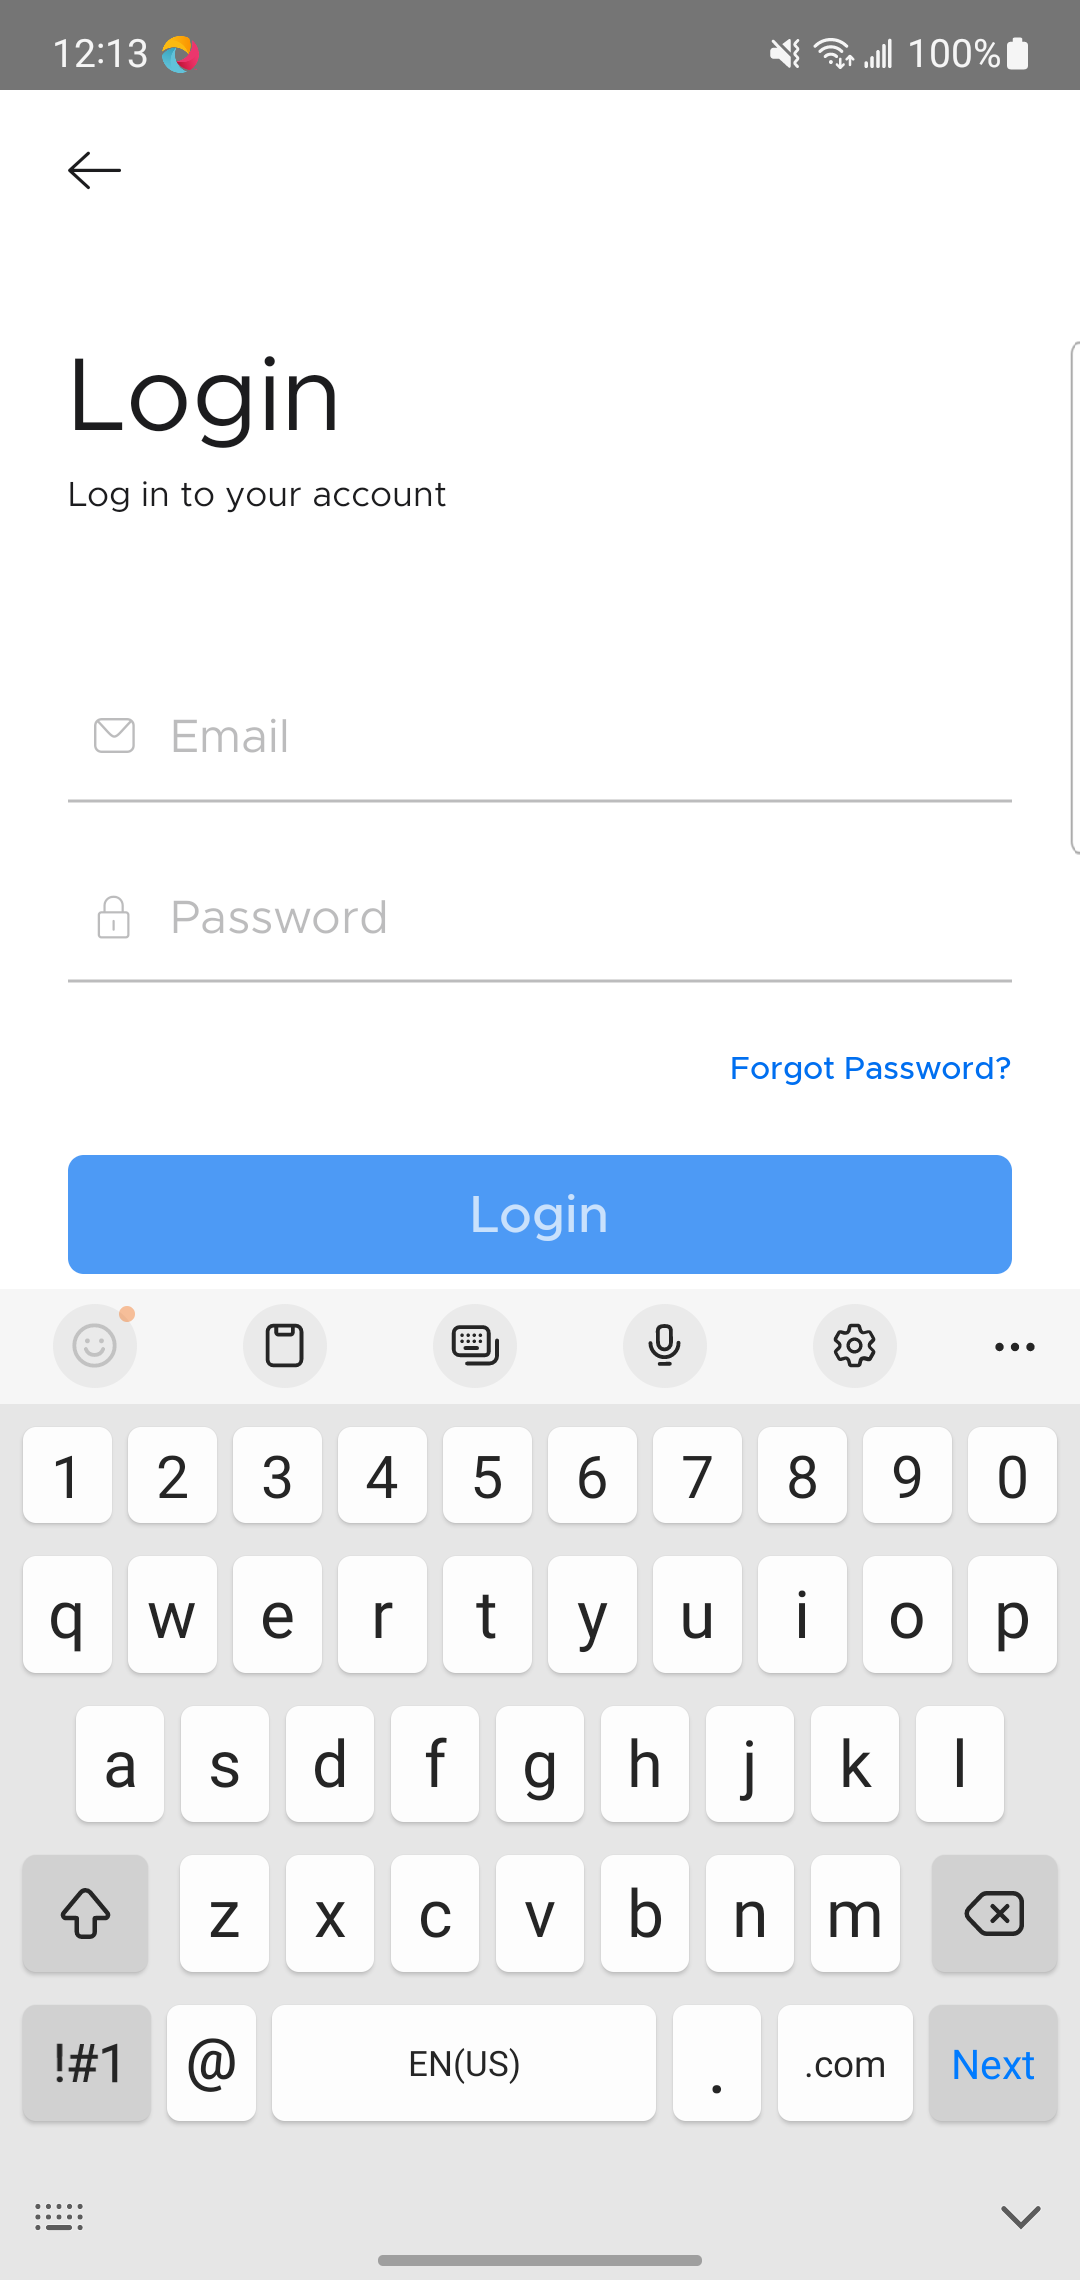 12:13 100%
Login
Log in to your account
Email
Password
Forgot Password?
Login
1 2 3 4 5 6 7 8 9 0
q w e r t y u i o p
a s d f g h j k l
z x c v b n m
!#1 @ EN(US) . .com Next